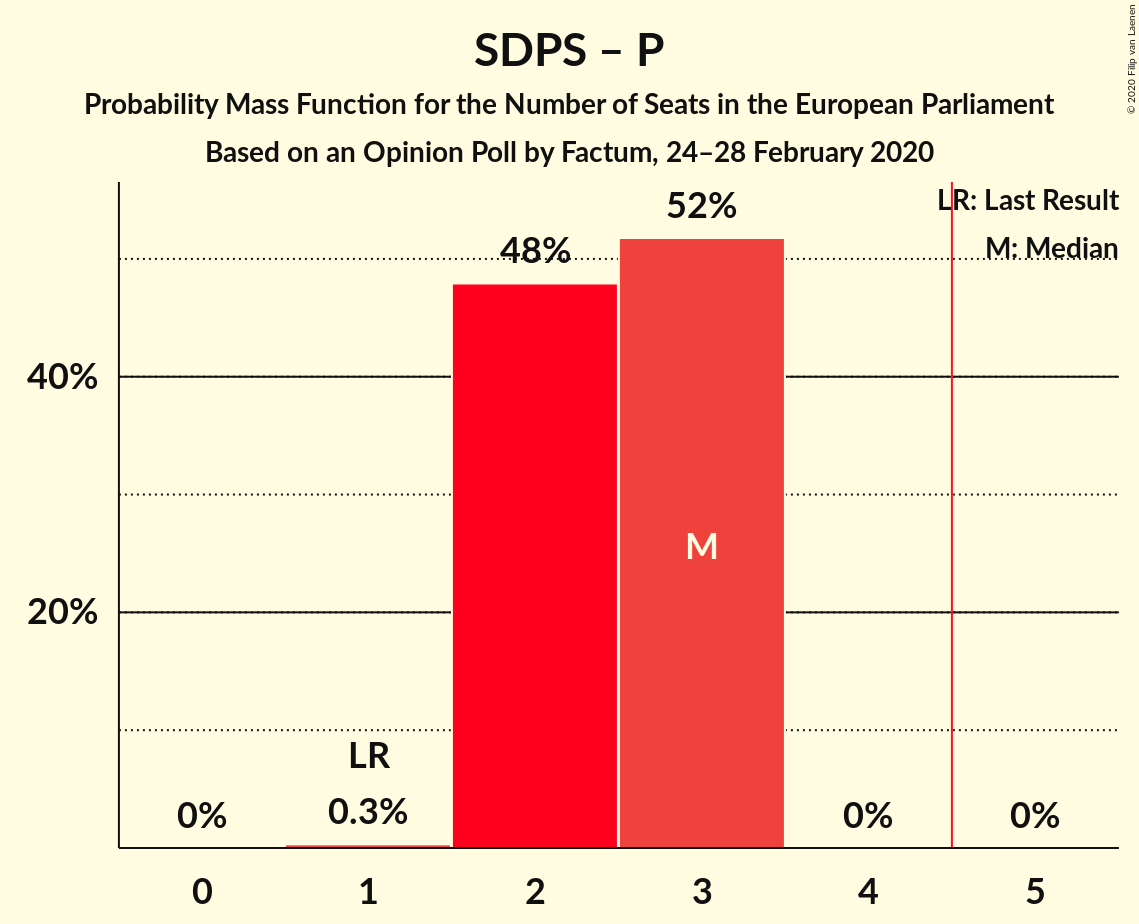 SDPS – P
Probability Mass Function for the Number of Seats in the European Parliament
Based on an Opinion Poll by Factum, 24–28 February 2020
© 2020 Filip van Laenen
LR: Last Result
M: Median
52%
48%
40%
M
20%
LR
0%
0.3%
0%
0%
0
1
2
3
4
5